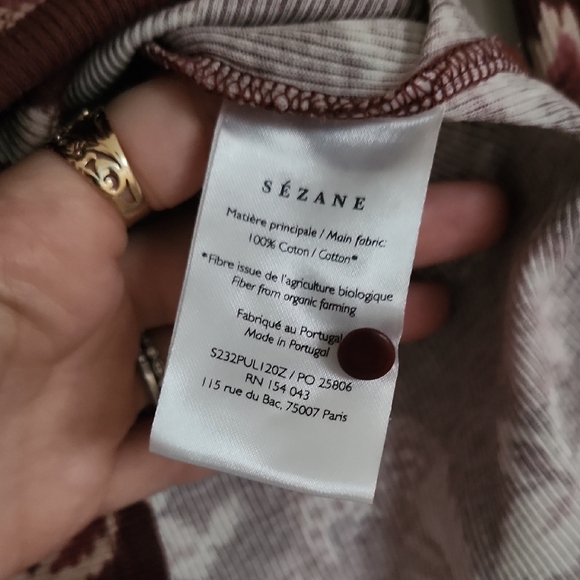 SÉZANE
Matière principale / Main fabric:
100% Coton / Cotton*
*Fibre issue de l'agriculture biologique
Fiber from organic farming
Fabriqué au Portugal
Made in Portugal
S232PUL120Z / PO 25806
RN 154 043
115 rue du Bac, 75007 Paris